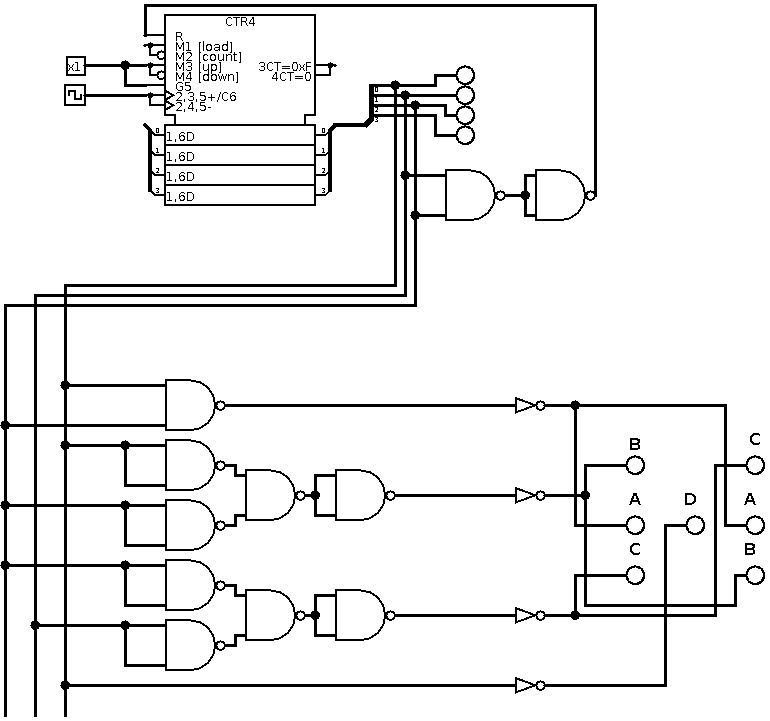 CTR4
R
M1 [load]
M2 [count]
M3 [up]
M4 [down]
G5
2,3,5+/C6
2,4,5-
3CT=0xF
4CT=0
x1
0 1,6D 0
1 1,6D 1
2 1,6D 2
3 1,6D 3
0
1
2
3
B C
A D A
C B